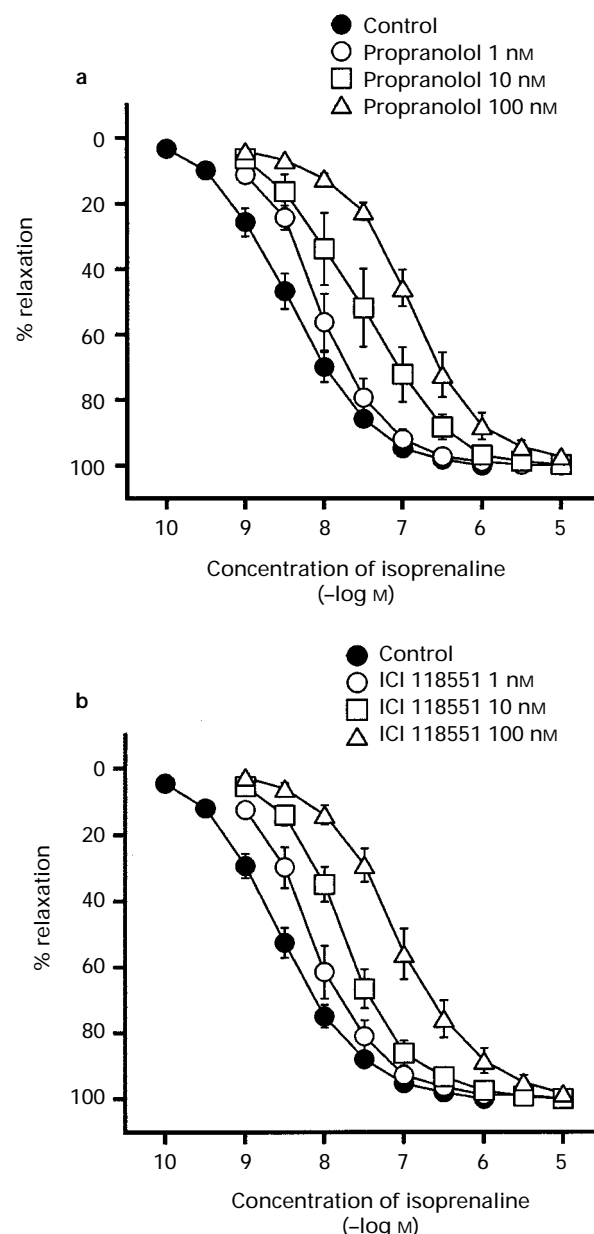 Control
Propranolol 1 nM
a
Propranolol 10 nM
Propranolol 100 nM
0
20
40
60
80
100
% relaxation
10 9 8 7 6 5
Concentration of isoprenaline
(–log M)
Control
ICI 118551 1 nM
b
ICI 118551 10 nM
ICI 118551 100 nM
0
20
40
60
80
100
% relaxation
10 9 8 7 6 5
Concentration of isoprenaline
(–log M)